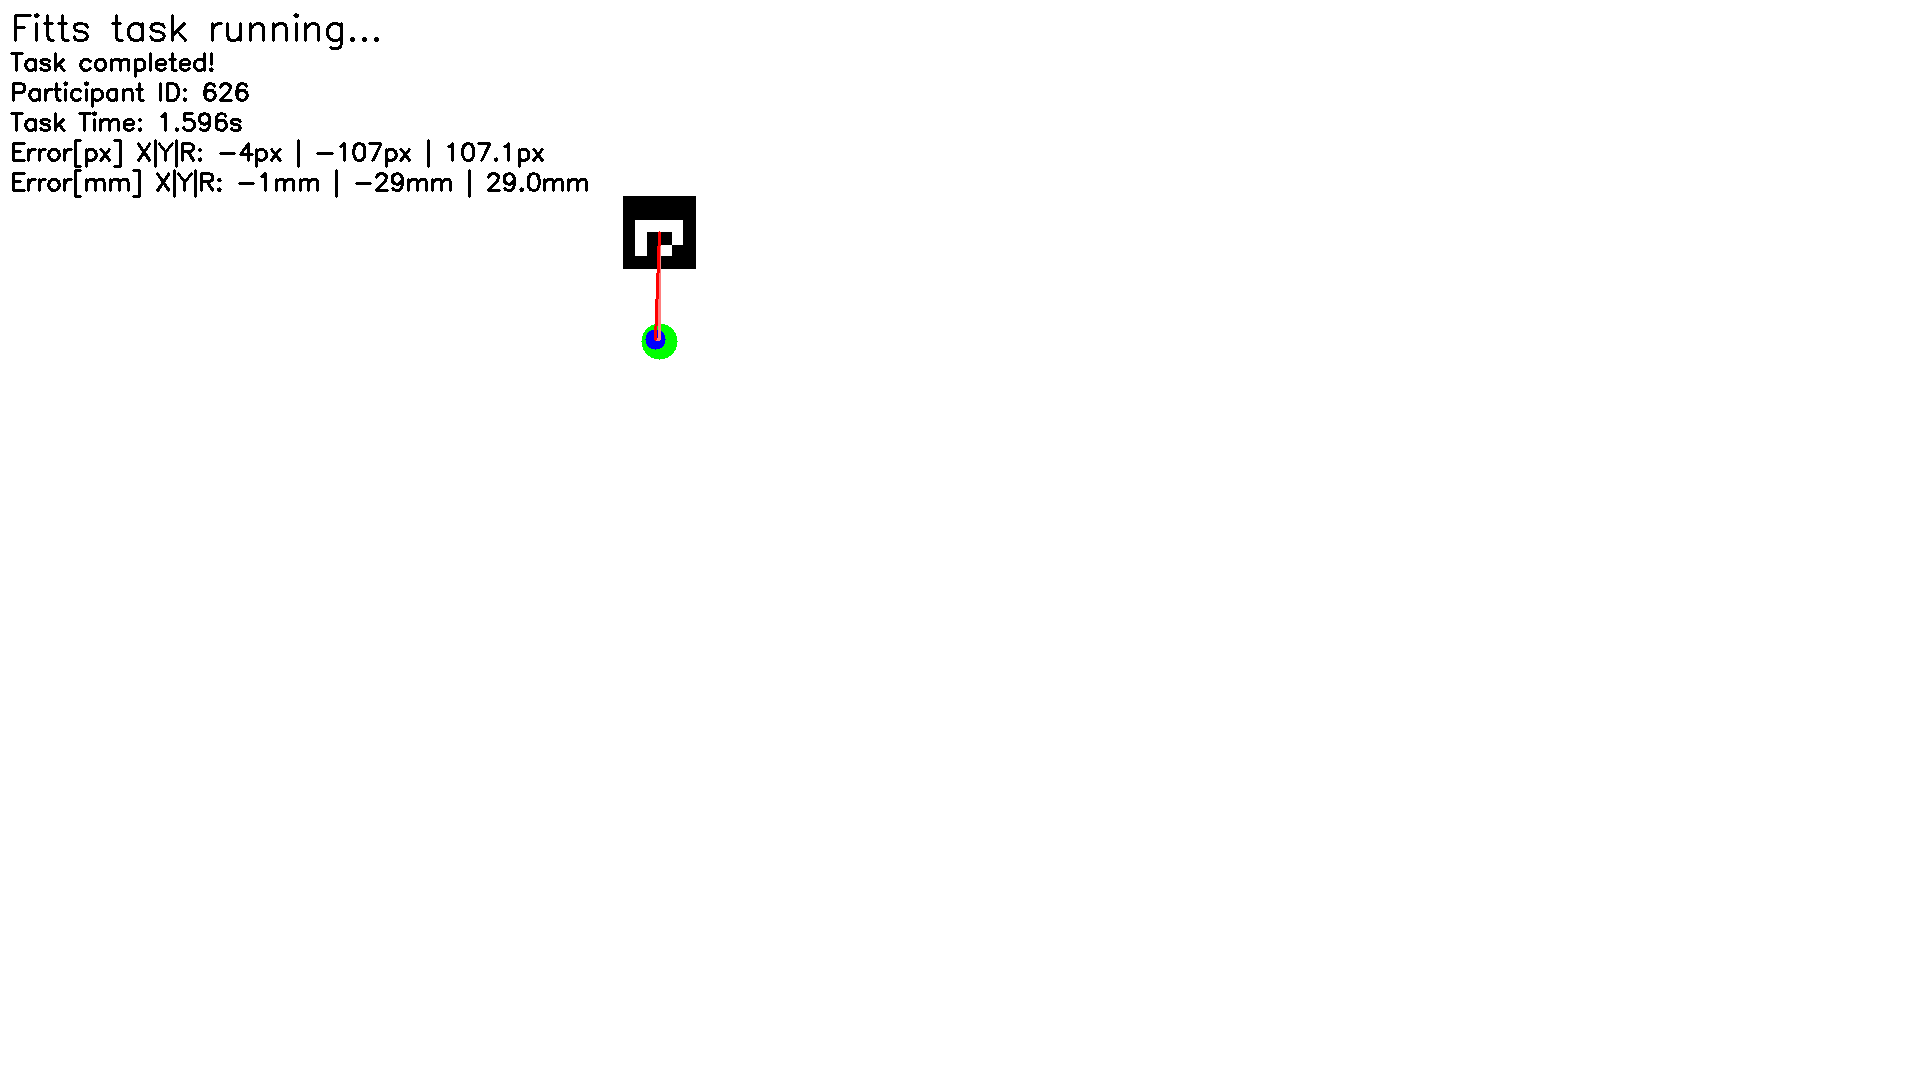 Fitts task running...
Task completed!
Participant ID: 626
Task Time: 1.596s
Error[px] X|Y|R: -4px | -107px | 107.1px
Error[mm] X|Y|R: -1mm | -29mm | 29.0mm